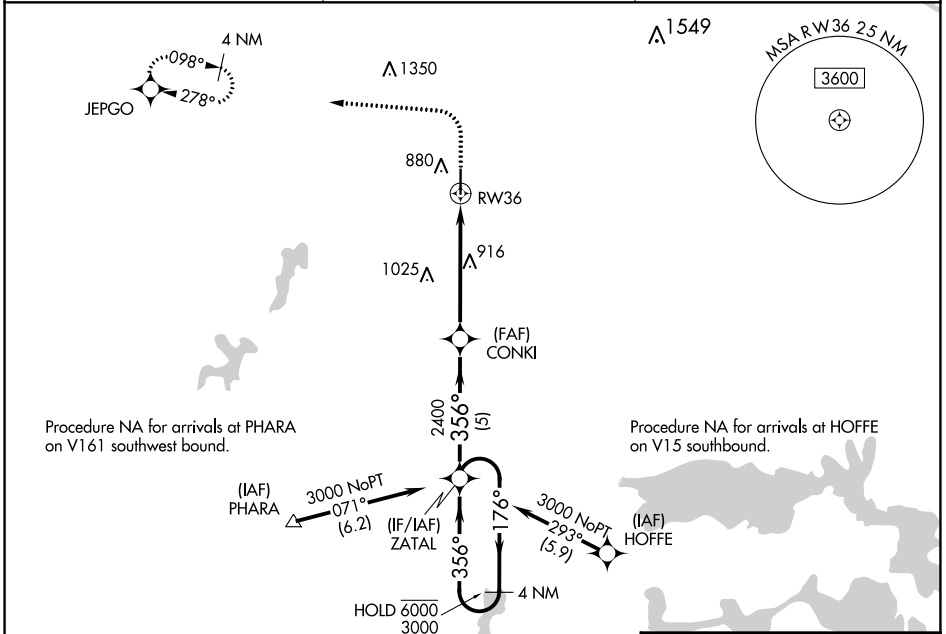 4 NM
098°
278°
JEPGO
1350
1549
MSA RW36 25 NM
3600
880
RW36
1025
916
(FAF)
CONKI
2400
356°
(5)
Procedure NA for arrivals at PHARA
on V161 southwest bound.
Procedure NA for arrivals at HOFFE
on V15 southbound.
(IAF)
PHARA
3000 NoPT
071°
(6.2)
(IF/IAF)
ZATAL
356°
176°
3000 NoPT
293°
(5.9)
(IAF)
HOFFE
4 NM
HOLD 6000
3000